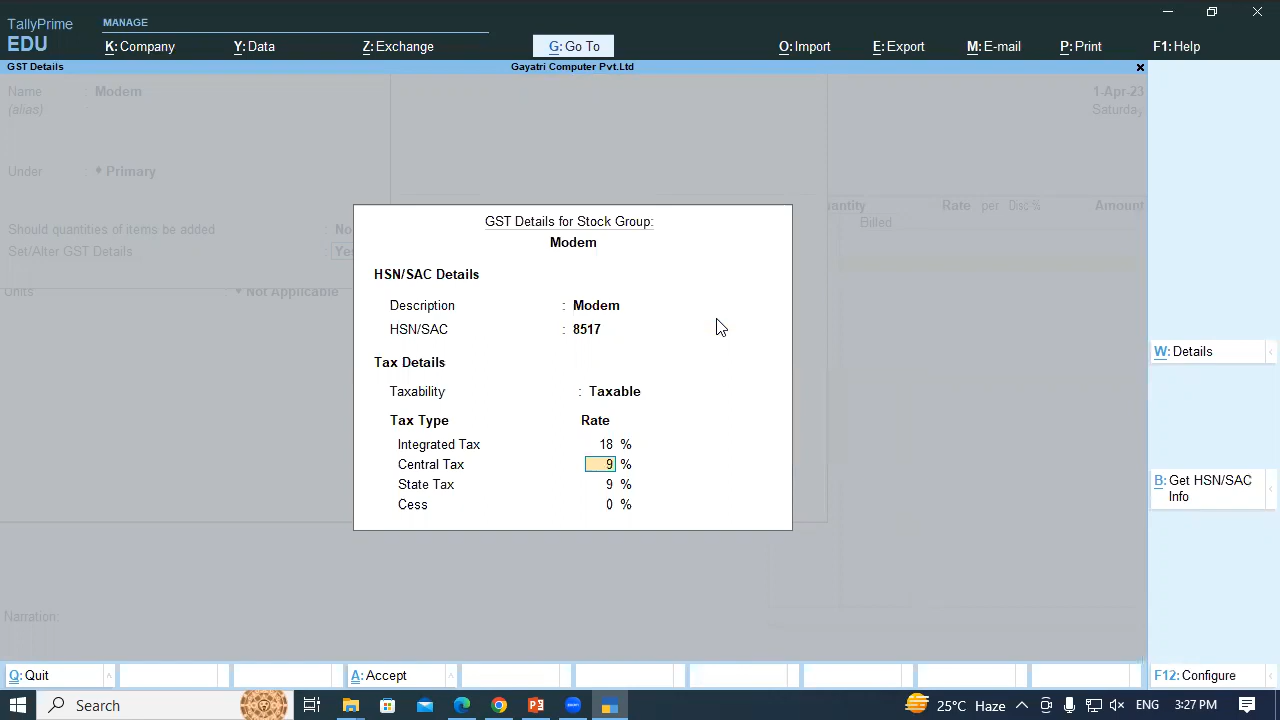 TallyPrime
EDU
MANAGE
K: Company
Y: Data
Z: Exchange
G: Go To
O: Import
E: Export
M: E-mail
P: Print
F1: Help
GST Details
Gayatri Computer Pvt.Ltd
Name : Modem
(alias) :
1-Apr-23
Saturday
Under : ♦ Primary
Quantity
Rate per Disc %
Amount
Billed
Should quantities of items be added : No
Set/Alter GST Details : Yes
Units : ♦ Not Applicable
GST Details for Stock Group:
Modem
HSN/SAC Details
Description : Modem
HSN/SAC : 8517
Tax Details
Taxability : Taxable
Tax Type Rate
Integrated Tax 18 %
Central Tax 9 %
State Tax 9 %
Cess 0 %
W: Details
B: Get HSN/SAC
Info
Narration:
Q: Quit
A: Accept
F12: Configure
Search
25°C Haze
ENG
3:27 PM